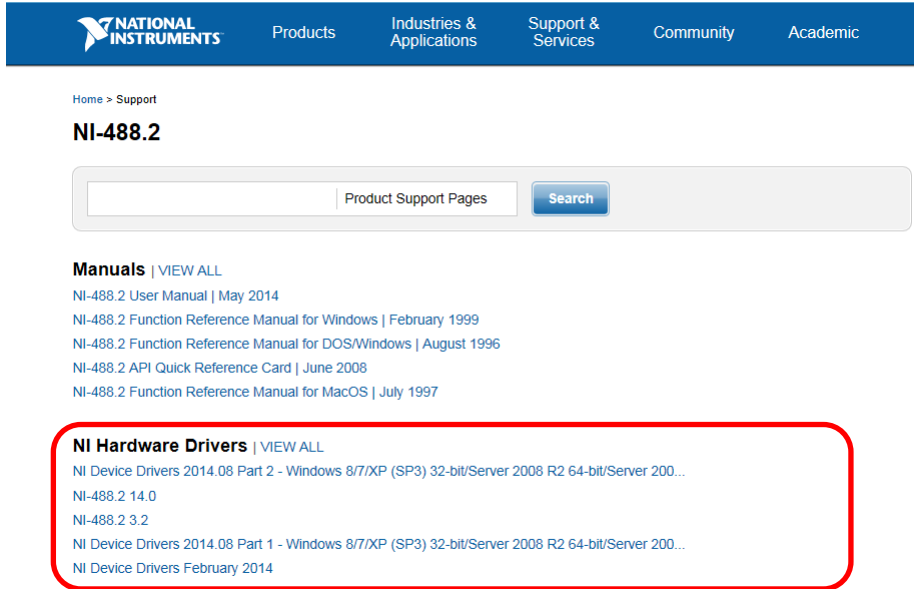 NATIONAL
INSTRUMENTS
Products
Industries &
Applications
Support &
Services
Community
Academic
Home > Support
NI-488.2
Product Support Pages
Search
Manuals | VIEW ALL
NI-488.2 User Manual | May 2014
NI-488.2 Function Reference Manual for Windows | February 1999
NI-488.2 Function Reference Manual for DOS/Windows | August 1996
NI-488.2 API Quick Reference Card | June 2008
NI-488.2 Function Reference Manual for MacOS | July 1997
NI Hardware Drivers | VIEW ALL
NI Device Drivers 2014.08 Part 2 - Windows 8/7/XP (SP3) 32-bit/Server 2008 R2 64-bit/Server 200...
NI-488.2 14.0
NI-488.2 3.2
NI Device Drivers 2014.08 Part 1 - Windows 8/7/XP (SP3) 32-bit/Server 2008 R2 64-bit/Server 200...
NI Device Drivers February 2014